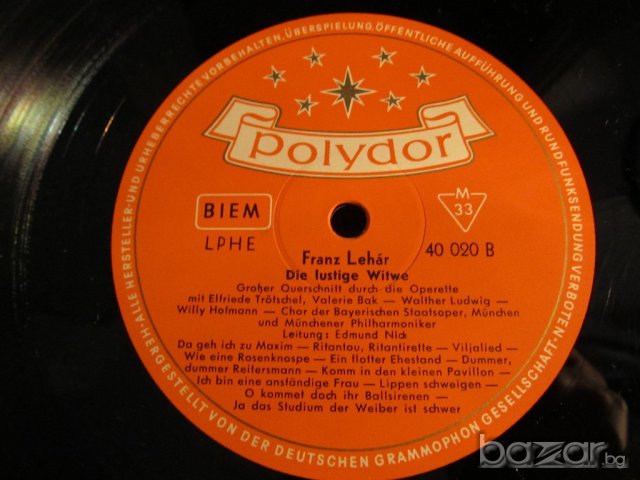 ·ALLE HERSTELLER-UND URHEBERRECHTE VORBEHALTEN, ÜBERSPIELUNG, ÖFFENTLICHE AUFFÜHRUNG UND RUNDFUNKSENDUNG VERBOTEN·
polydor
BIEM
LPHE
M
33
40 020 B
Franz Lehár
Die lustige Witwe
Großer Querschnitt durch die Operette
mit Elfriede Trötschel, Valerie Bak — Walther Ludwig —
Willy Hofmann — Chor der Bayerischen Staatsoper, München
und Münchener Philharmoniker
Leitung: Edmund Nick
Da geh ich zu Maxim — Ritantou, Ritantirette — Viljalied —
Wie eine Rosenknospe — Ein flotter Ehestand — Dummer,
dummer Reitersmann — Komm in den kleinen Pavillon —
Ich bin eine anständige Frau — Lippen schweigen —
O kommet doch ihr Ballsirenen —
Ja das Studium der Weiber ist schwer
HERGESTELLT VON DER DEUTSCHEN GRAMMOPHON GESELLSCHAFT
bazar.bg